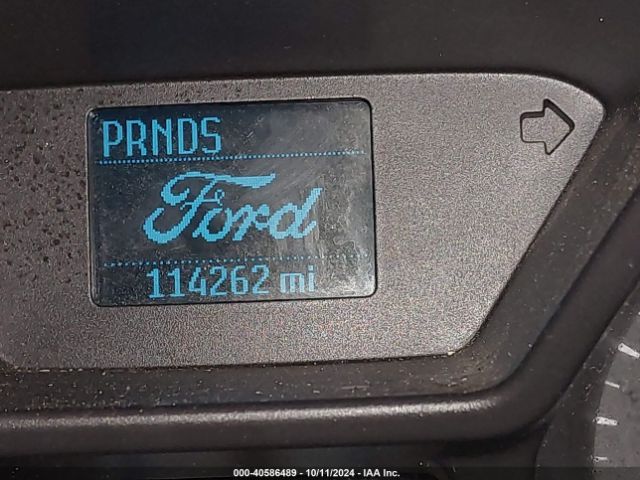 PRNDS
Ford
114262 mi
000-40586489 - 10/11/2024 - IAA Inc.